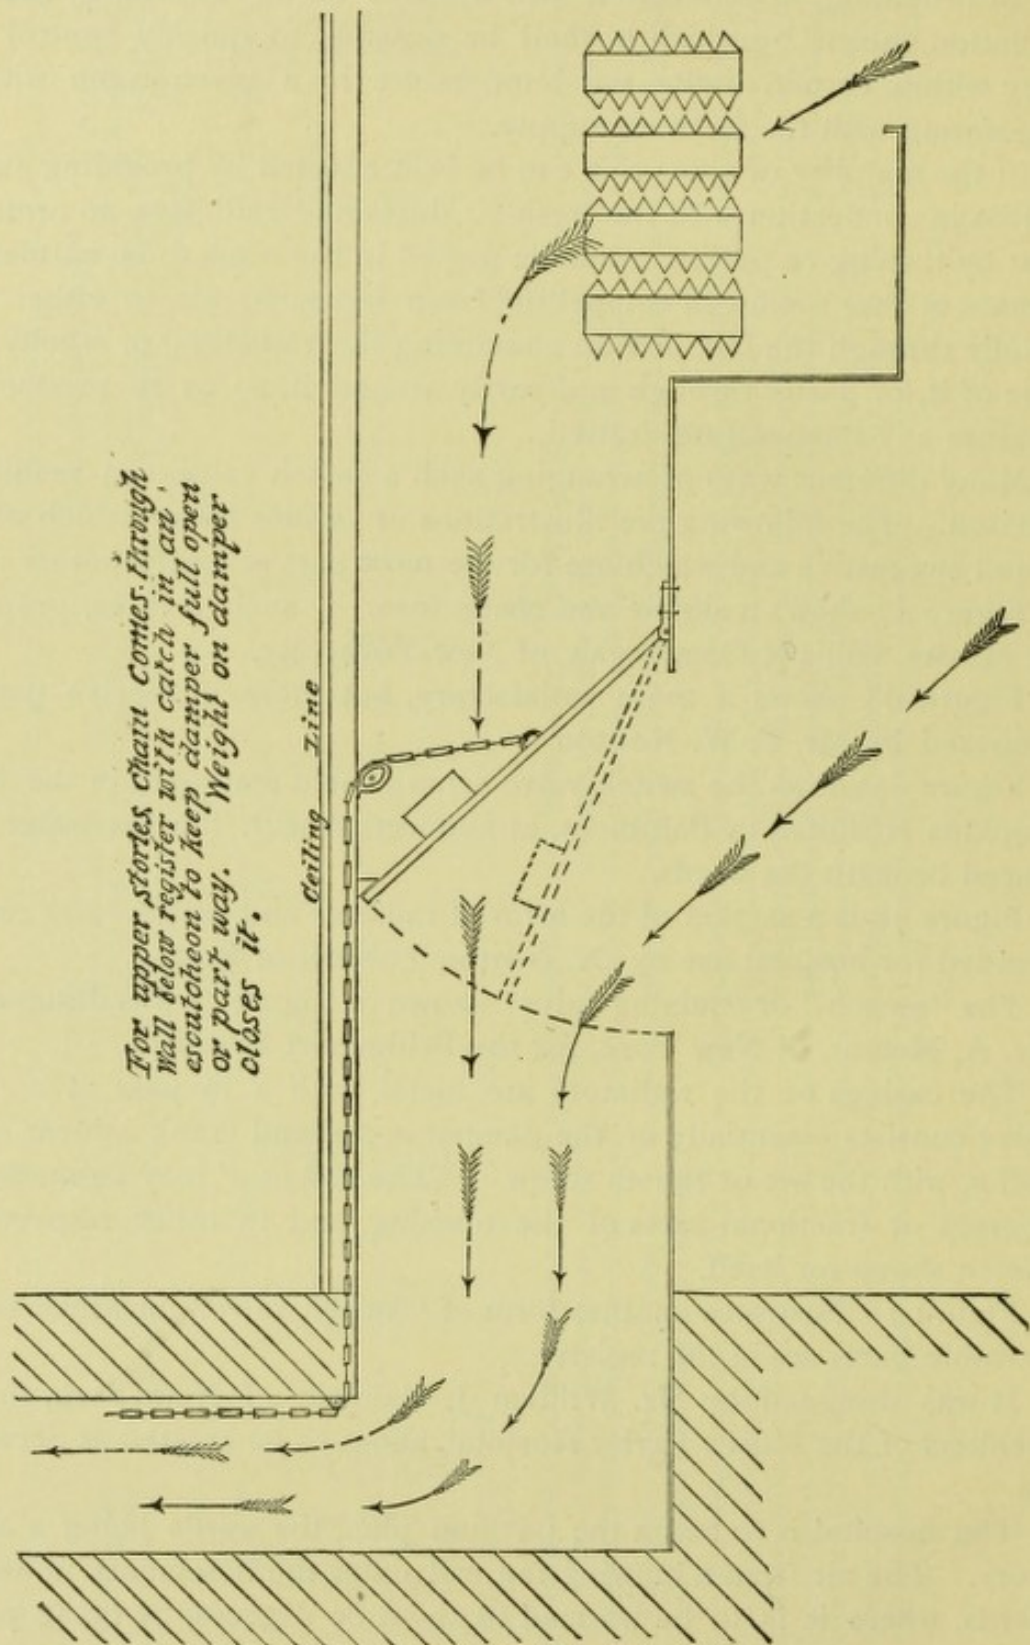 For upper stories chain comes through
Wall below register with catch in an
escutcheon to keep damper full open
or part way. Weight on damper
closes it.
Ceiling Line